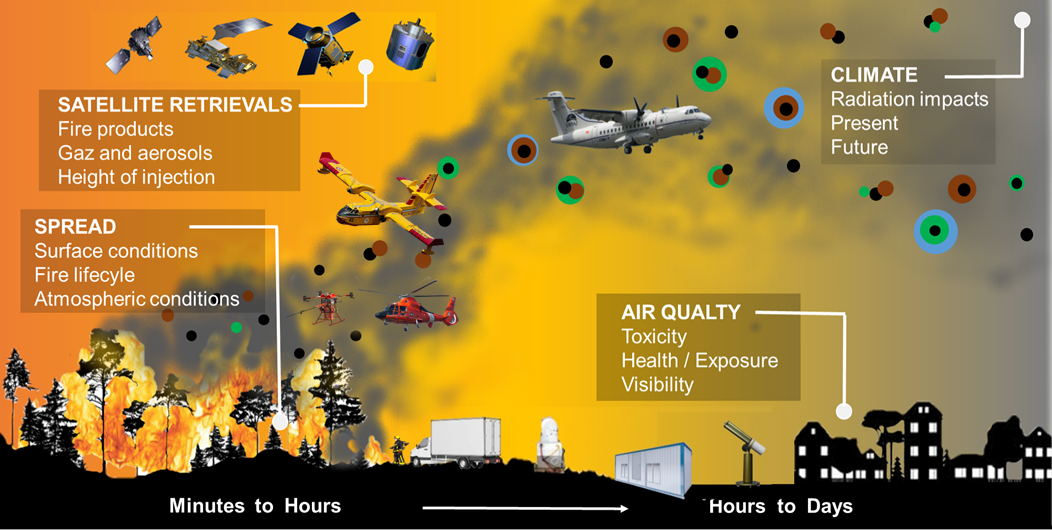 SATELLITE RETRIEVALS
Fire products
Gaz and aerosols
Height of injection
CLIMATE
Radiation impacts
Present
Future
SPREAD
Surface conditions
Fire lifecyle
Atmospheric conditions
AIR QUALTY
Toxicity
Health / Exposure
Visibility
Minutes to Hours
Hours to Days